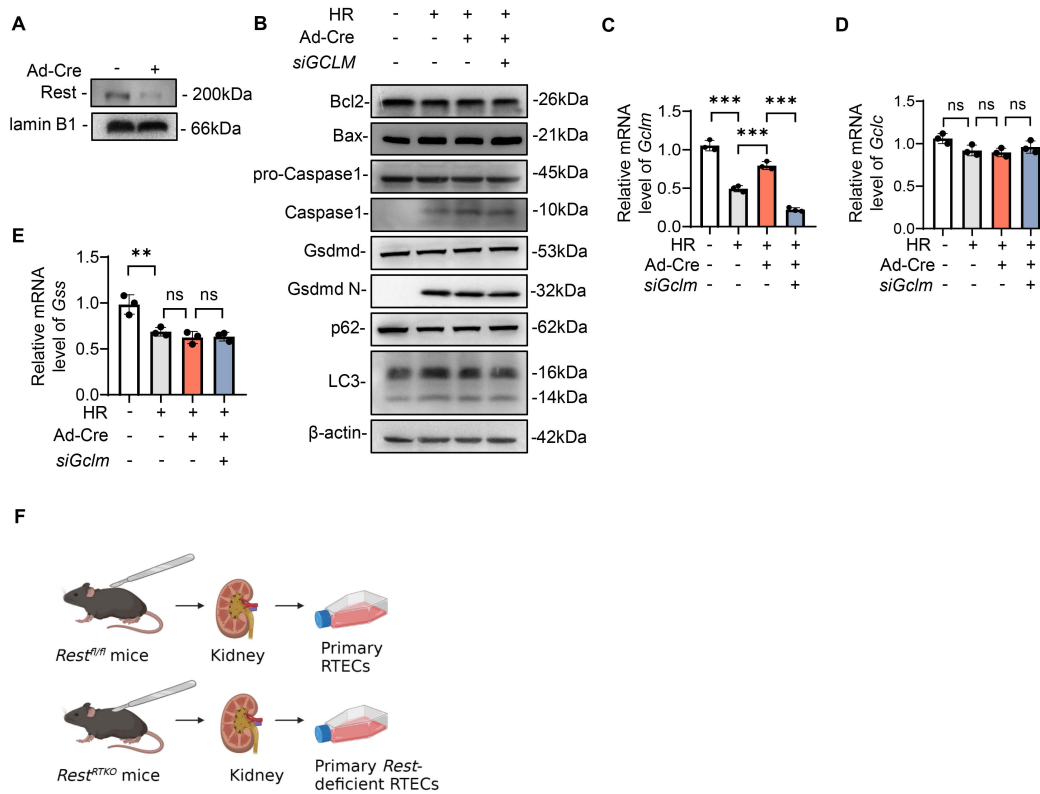 A
Ad-Cre - +
Rest - - 200kDa
lamin B1 - - 66kDa
B
HR - + + +
Ad-Cre - - + +
siGCLM - - - +
Bcl2- -26kDa
Bax- -21kDa
pro-Caspase1- -45kDa
Caspase1- -10kDa
Gsdmd- -53kDa
Gsdmd N- -32kDa
p62- -62kDa
LC3- -16kDa
-14kDa
β-actin- -42kDa
C
Relative mRNA
level of Gclm
1.5
1.0
0.5
0.0
*** ***
***
HR - + + +
Ad-Cre - - + +
siGclm - - - +
D
Relative mRNA
level of Gclc
1.5
1.0
0.5
0.0
ns ns ns
HR - + + +
Ad-Cre - - + +
siGclm - - - +
E
Relative mRNA
level of Gss
1.5
1.0
0.5
0.0
**
ns ns
HR - + + +
Ad-Cre - - + +
siGclm - - - +
F
Rest^fl/fl mice
Kidney
Primary
RTECs
Rest^RTKO mice
Kidney
Primary Rest-
deficient RTECs